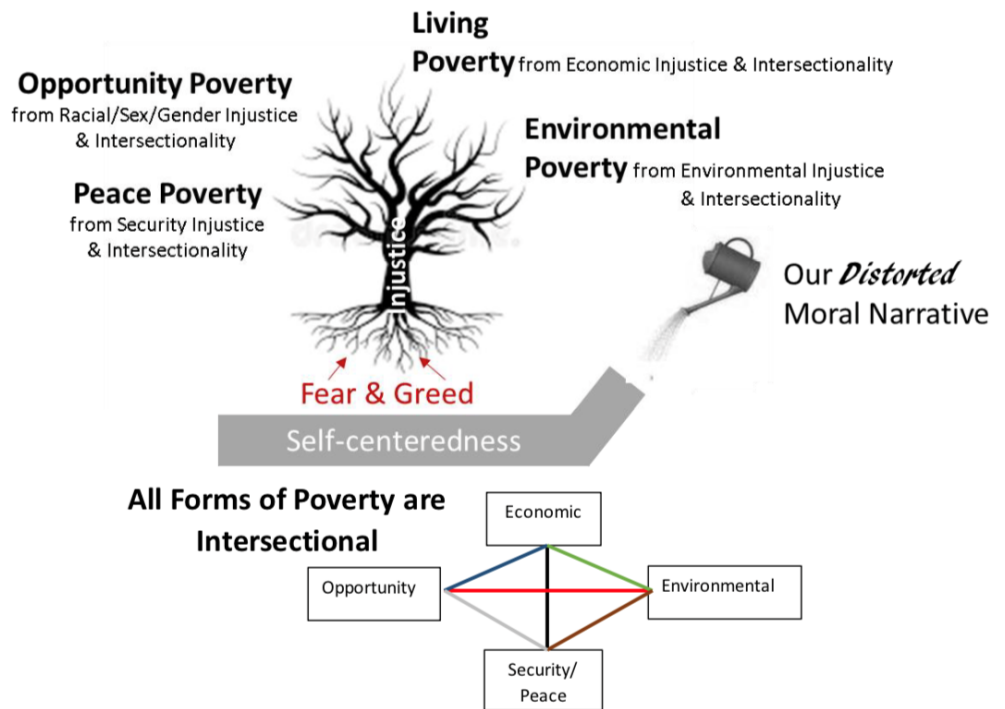 Living
Poverty from Economic Injustice & Intersectionality
Opportunity Poverty
from Racial/Sex/Gender Injustice
& Intersectionality
Environmental
Poverty from Environmental Injustice
& Intersectionality
Peace Poverty
from Security Injustice
& Intersectionality
Injustice
Our Distorted
Moral Narrative
Fear & Greed
Self-centeredness
All Forms of Poverty are
Intersectional
Economic
Opportunity
Environmental
Security/
Peace